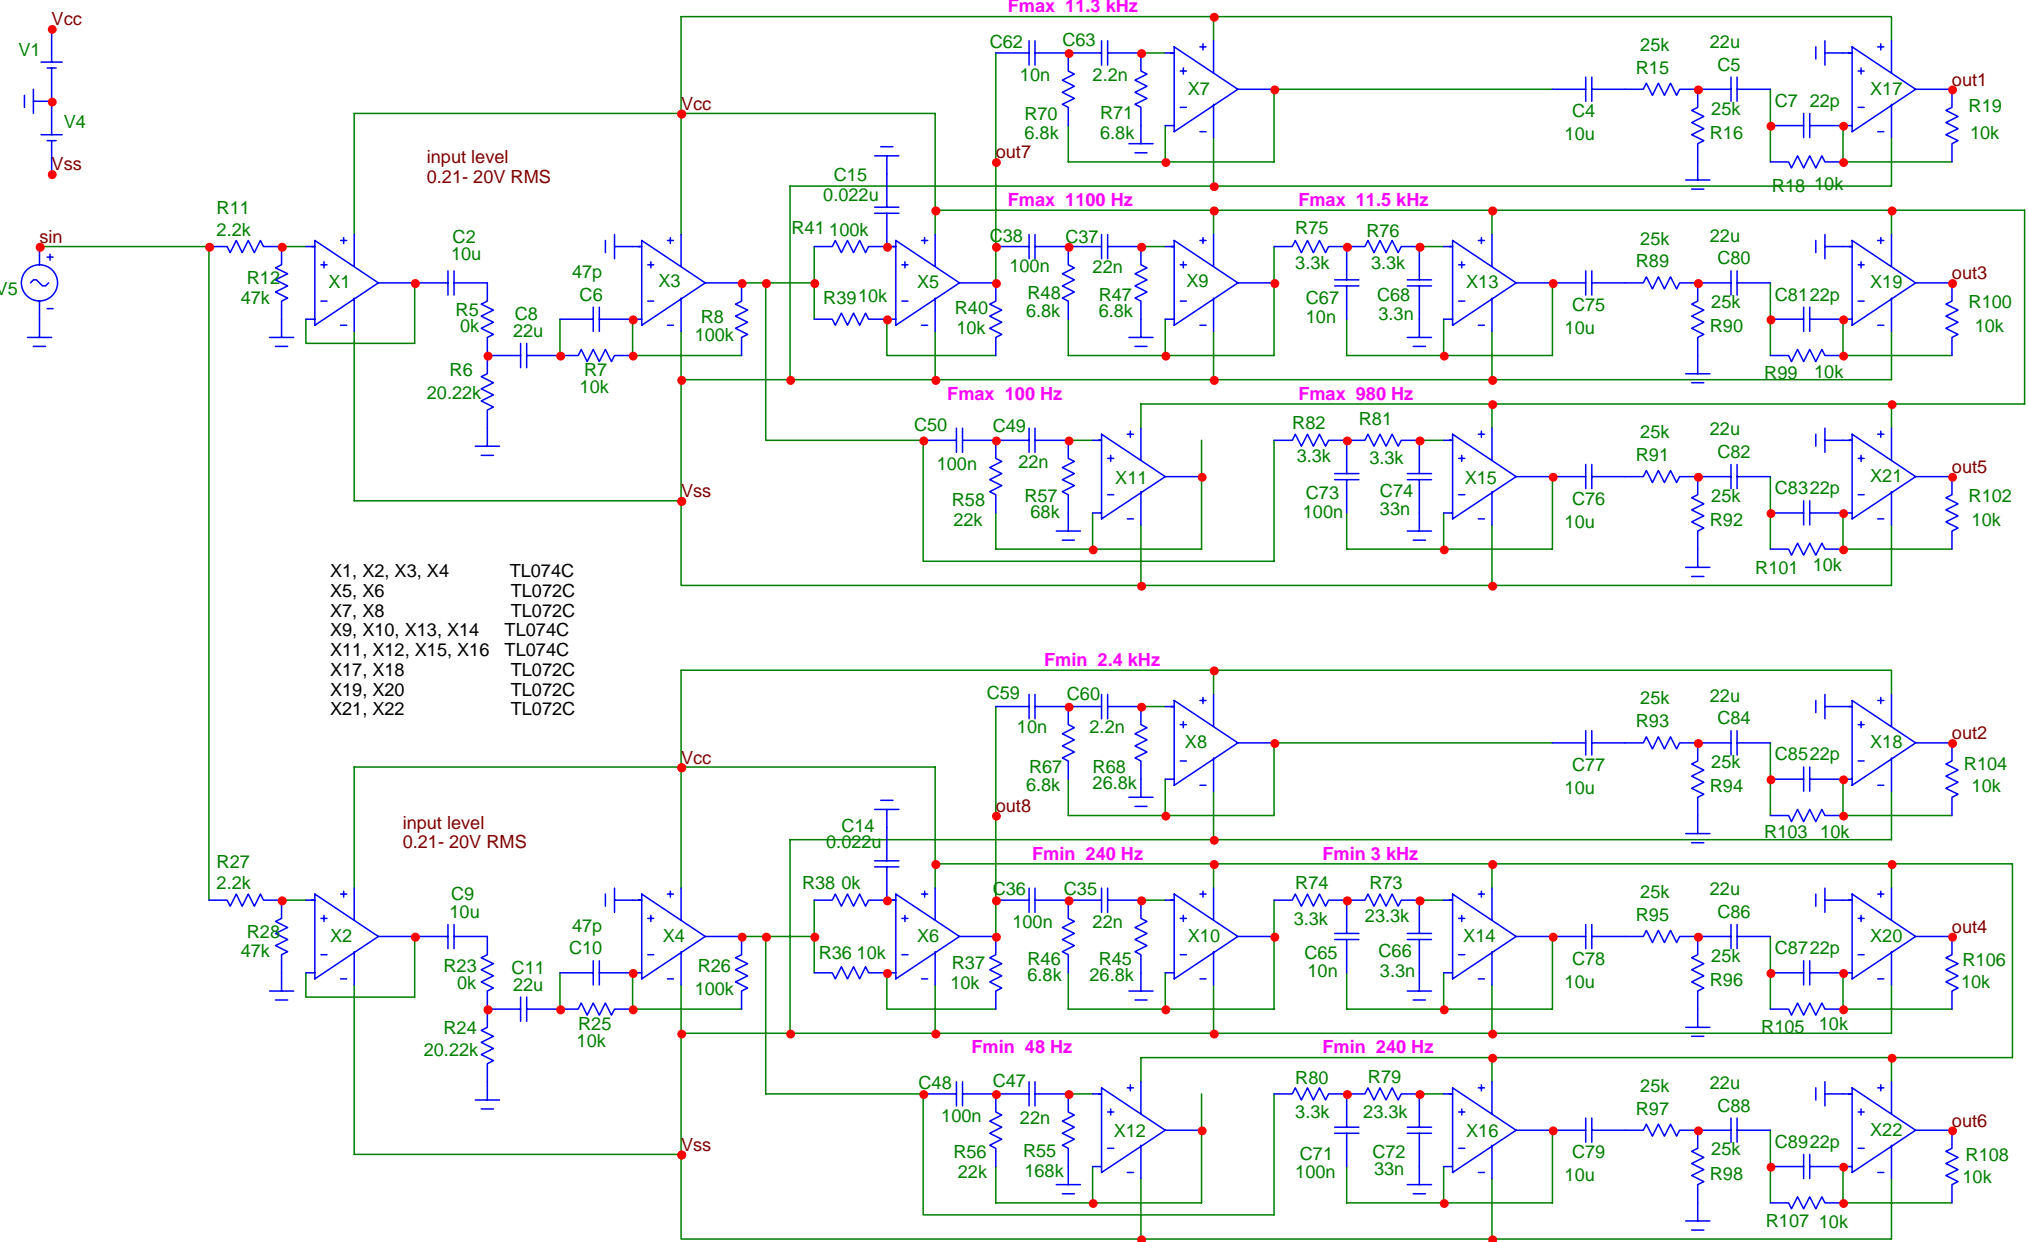 Fmax 11.3 kHz
Vcc
V1
V4
Vss
input level
0.21- 20V RMS
sin
V5
R11
2.2k
R12
47k
X1
C2
10u
R5
0k
R6
20.22k
C8
22u
47p
C6
R7
10k
X3
R8
100k
Vcc
Vss
C15
0.022u
R41 100k
R39 10k
X5
R40
10k
out7
C62
10n
C63
2.2n
R70
6.8k
R71
6.8k
X7
C4
10u
25k
R15
22u
C5
25k
R16
C7 22p
R18 10k
X17
out1
R19
10k
Fmax 1100 Hz
C38
100n
C37
22n
R48
6.8k
R47
6.8k
X9
Fmax 11.5 kHz
R75
3.3k
R76
3.3k
C67
10n
C68
3.3n
X13
C75
10u
25k
R89
22u
C80
25k
R90
C81 22p
R99 10k
X19
out3
R100
10k
Fmax 100 Hz
C50
100n
C49
22n
R58
22k
R57
68k
X11
Fmax 980 Hz
R82
3.3k
R81
3.3k
C73
100n
C74
33n
X15
C76
10u
25k
R91
22u
C82
25k
R92
C83 22p
R101 10k
X21
out5
R102
10k
X1, X2, X3, X4 TL074C
X5, X6 TL072C
X7, X8 TL072C
X9, X10, X13, X14 TL074C
X11, X12, X15, X16 TL074C
X17, X18 TL072C
X19, X20 TL072C
X21, X22 TL072C
Fmin 2.4 kHz
Vcc
input level
0.21- 20V RMS
R27
2.2k
R28
47k
X2
C9
10u
R23
0k
R24
20.22k
C11
22u
47p
C10
R25
10k
X4
R26
100k
Vss
C14
0.022u
R38 0k
R36 10k
X6
R37
10k
out8
C59
10n
C60
2.2n
R67
6.8k
R68
26.8k
X8
C77
10u
25k
R93
22u
C84
25k
R94
C85 22p
R103 10k
X18
out2
R104
10k
Fmin 240 Hz
C36
100n
C35
22n
R46
6.8k
R45
26.8k
X10
Fmin 3 kHz
R74
3.3k
R73
23.3k
C65
10n
C66
3.3n
X14
C78
10u
25k
R95
22u
C86
25k
R96
C87 22p
R105 10k
X20
out4
R106
10k
Fmin 48 Hz
C48
100n
C47
22n
R56
22k
R55
168k
X12
Fmin 240 Hz
R80
3.3k
R79
23.3k
C71
100n
C72
33n
X16
C79
10u
25k
R97
22u
C88
25k
R98
C89 22p
R107 10k
X22
out6
R108
10k